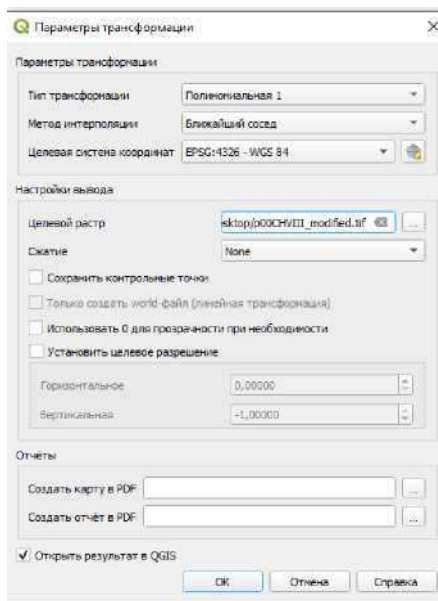 Параметры трансформации
Параметры трансформации
Тип трансформации Полиномиальная 1
Метод интерполяции Ближайший сосед
Целевая система координат EPSG:4326 - WGS 84
Настройки вывода
Целевой растр esktop/p00CHVIII_modified.tif ...
Сжатие None
Сохранить контрольные точки
Только создать world-файл (линейная трансформация)
Использовать 0 для прозрачности при необходимости
Установить целевое разрешение
Горизонтальное 0,00000
Вертикальная -1,00000
Отчёты
Создать карту в PDF ...
Создать отчёт в PDF ...
Открыть результат в QGIS
OK Отмена Справка